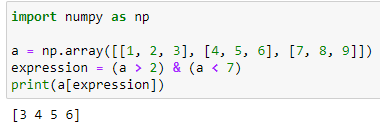 import numpy as np
a = np.array([[1, 2, 3], [4, 5, 6], [7, 8, 9]])
expression = (a > 2) & (a < 7)
print(a[expression])
[3 4 5 6]